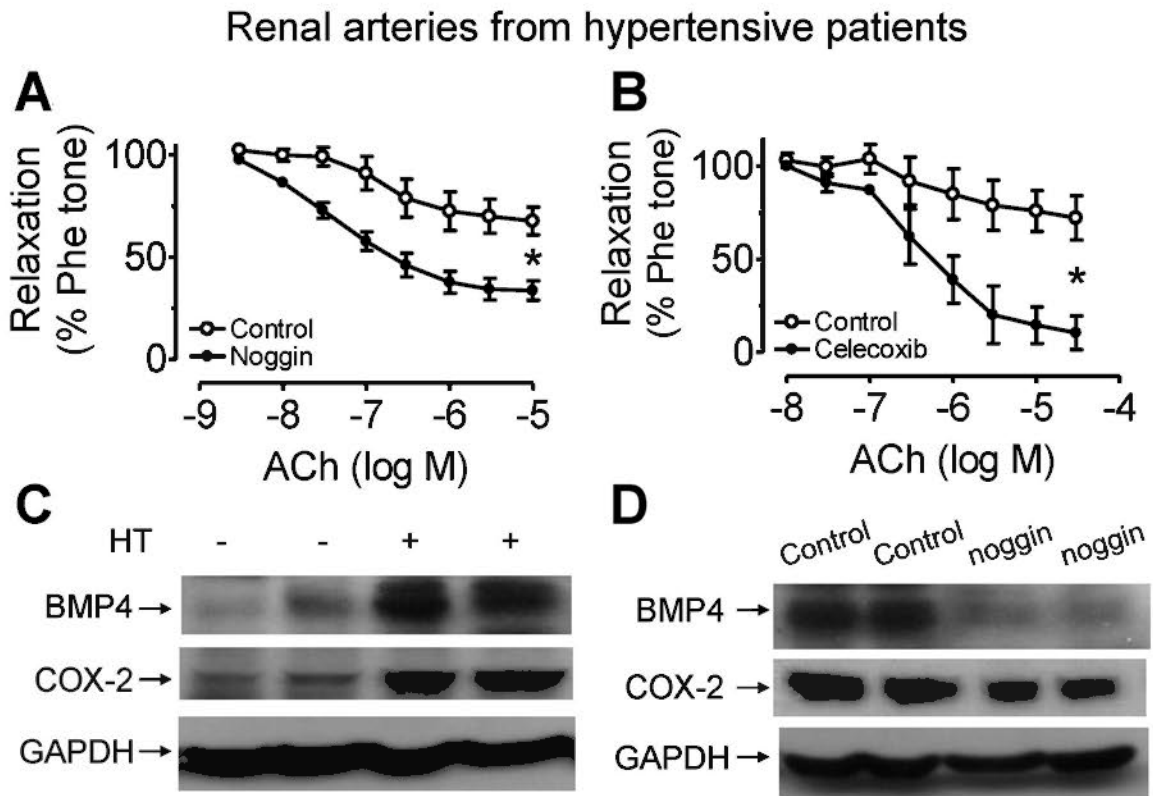 Renal arteries from hypertensive patients
A
Relaxation
(% Phe tone)
100
50
0
Control
Noggin
*
-9 -8 -7 -6 -5
ACh (log M)
B
Relaxation
(% Phe tone)
100
50
0
Control
Celecoxib
*
-8 -7 -6 -5 -4
ACh (log M)
C
HT - - + +
BMP4
COX-2
GAPDH
D
Control Control noggin noggin
BMP4
COX-2
GAPDH